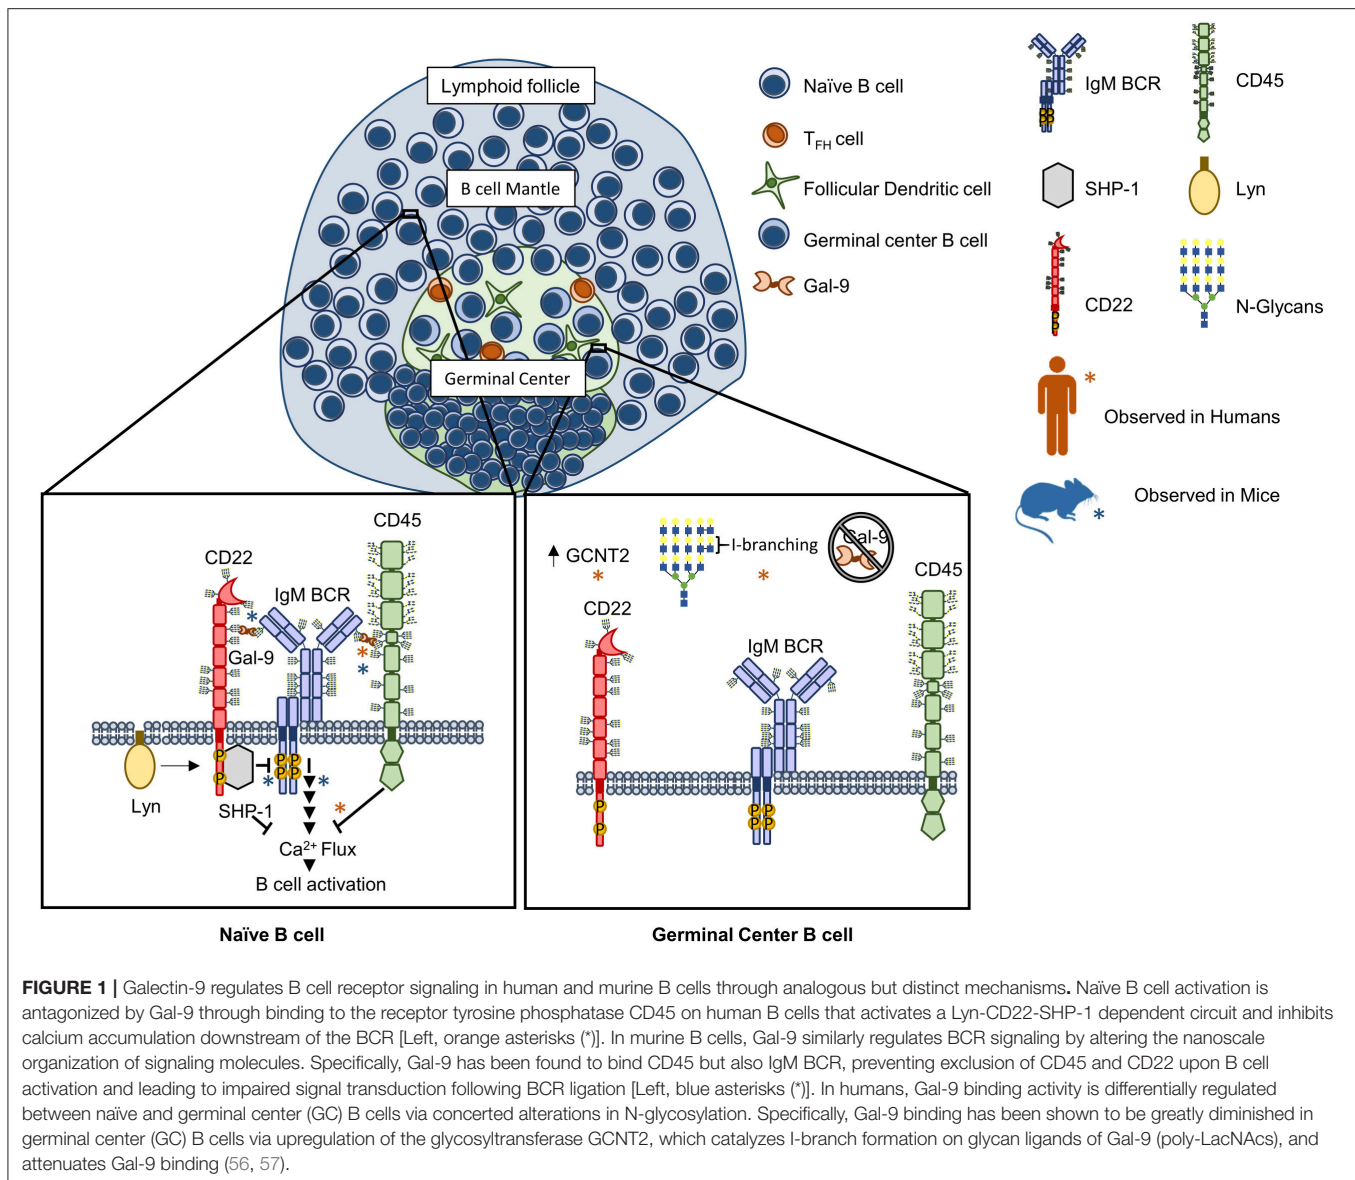 Lymphoid follicle
B cell Mantle
Germinal Center
Naïve B cell
TFH cell
Follicular Dendritic cell
Germinal center B cell
Gal-9
IgM BCR
CD45
SHP-1
Lyn
CD22
N-Glycans
*
Observed in Humans
Observed in Mice
*
CD45
CD22
IgM BCR
*
Gal-9
*
*
P
P
P P
P P
*
*
*
Lyn
SHP-1
Ca2+ Flux
B cell activation
GCNT2
*
I-branching
*
Gal-9
CD45
CD22
IgM BCR
P
P
P P
P P
Naïve B cell
Germinal Center B cell
FIGURE 1 | Galectin-9 regulates B cell receptor signaling in human and murine B cells through analogous but distinct mechanisms. Naïve B cell activation is
antagonized by Gal-9 through binding to the receptor tyrosine phosphatase CD45 on human B cells that activates a Lyn-CD22-SHP-1 dependent circuit and inhibits
calcium accumulation downstream of the BCR [Left, orange asterisks (*)]. In murine B cells, Gal-9 similarly regulates BCR signaling by altering the nanoscale
organization of signaling molecules. Specifically, Gal-9 has been found to bind CD45 but also IgM BCR, preventing exclusion of CD45 and CD22 upon B cell
activation and leading to impaired signal transduction following BCR ligation [Left, blue asterisks (*)]. In humans, Gal-9 binding activity is differentially regulated
between naïve and germinal center (GC) B cells via concerted alterations in N-glycosylation. Specifically, Gal-9 binding has been shown to be greatly diminished in
germinal center (GC) B cells via upregulation of the glycosyltransferase GCNT2, which catalyzes I-branch formation on glycan ligands of Gal-9 (poly-LacNAcs), and
attenuates Gal-9 binding (56, 57).